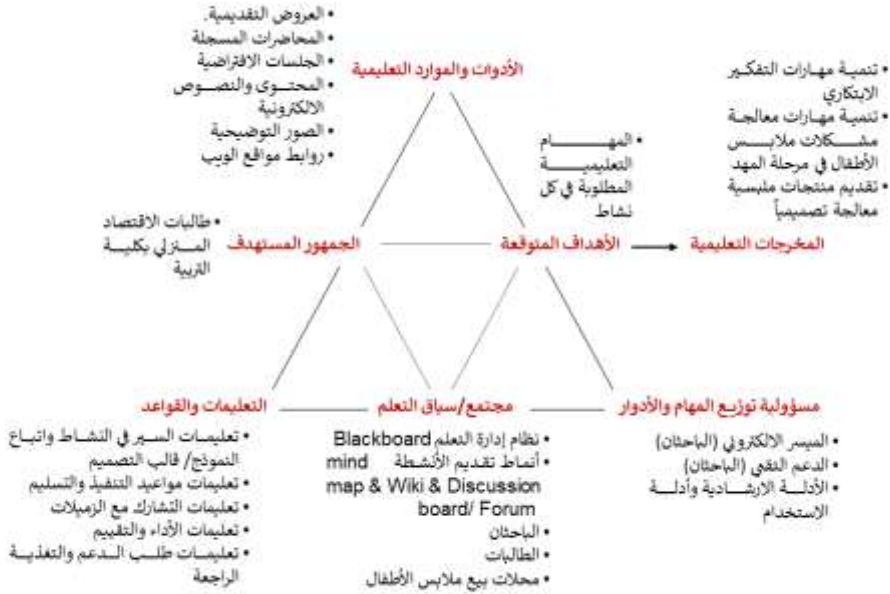 • العروض التقديمية.
• المحاضرات المسجلة
• الجلسات الافتراضية
• المحتوى والنصوص
الالكترونية
• الصور التوضيحية
• روابط مواقع الويب
الأدوات والموارد التعليمية
• تنمية مهارات التفكير
الابتكاري
• تنمية مهارات معالجة
مشكلات ملابس
الأطفال في مرحلة المهد
• تقديم منتجات ملبسية
معالجة تصميمياً
• المهام
التعليمية
المطلوبة في كل
نشاط
المخرجات التعليمية
الأهداف المتوقعة
الجمهور المستهدف
• طالبات الاقتصاد
المنزلي بكلية
التربية
مسؤولية توزيع المهام والأدوار
• الميسر الالكتروني (الباحثان)
• الدعم التقني (الباحثان)
• الأدلة الارشادية وأدلة
الاستخدام
مجتمع/سياق التعلم
• نظام إدارة التعلم Blackboard
• أنماط تقديم الأنشطة mind
map & Wiki & Discussion
board/ Forum
• الباحثان
• الطالبات
• محلات بيع ملابس الأطفال
التعليمات والقواعد
• تعليمات السير في النشاط واتباع
النموذج/ قالب التصميم
• تعليمات مواعيد التنفيذ والتسليم
• تعليمات التشارك مع الزميلات
• تعليمات الأداء والتقييم
• تعليمات طلب الدعم والتغذية
الراجعة